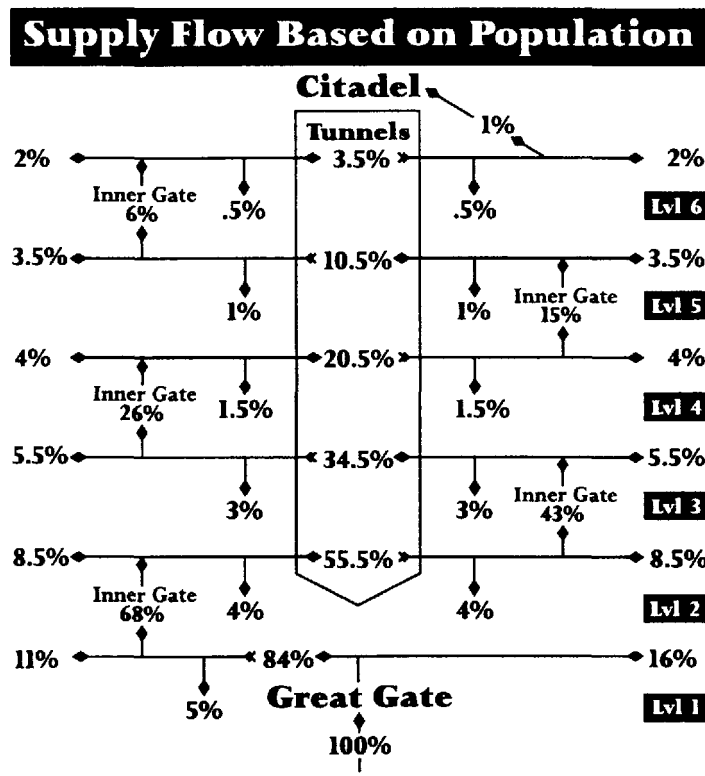 Supply Flow Based on Population
Citadel
1%
Tunnels
2%
3.5%
2%
Inner Gate
6%
.5%
.5%
Lvl 6
3.5%
10.5%
3.5%
1%
1%
Inner Gate
15%
Lvl 5
4%
20.5%
4%
Inner Gate
26%
1.5%
1.5%
Lvl 4
5.5%
34.5%
5.5%
3%
3%
Inner Gate
43%
Lvl 3
8.5%
55.5%
8.5%
Inner Gate
68%
4%
4%
Lvl 2
11%
84%
16%
5%
Great Gate
Lvl 1
100%